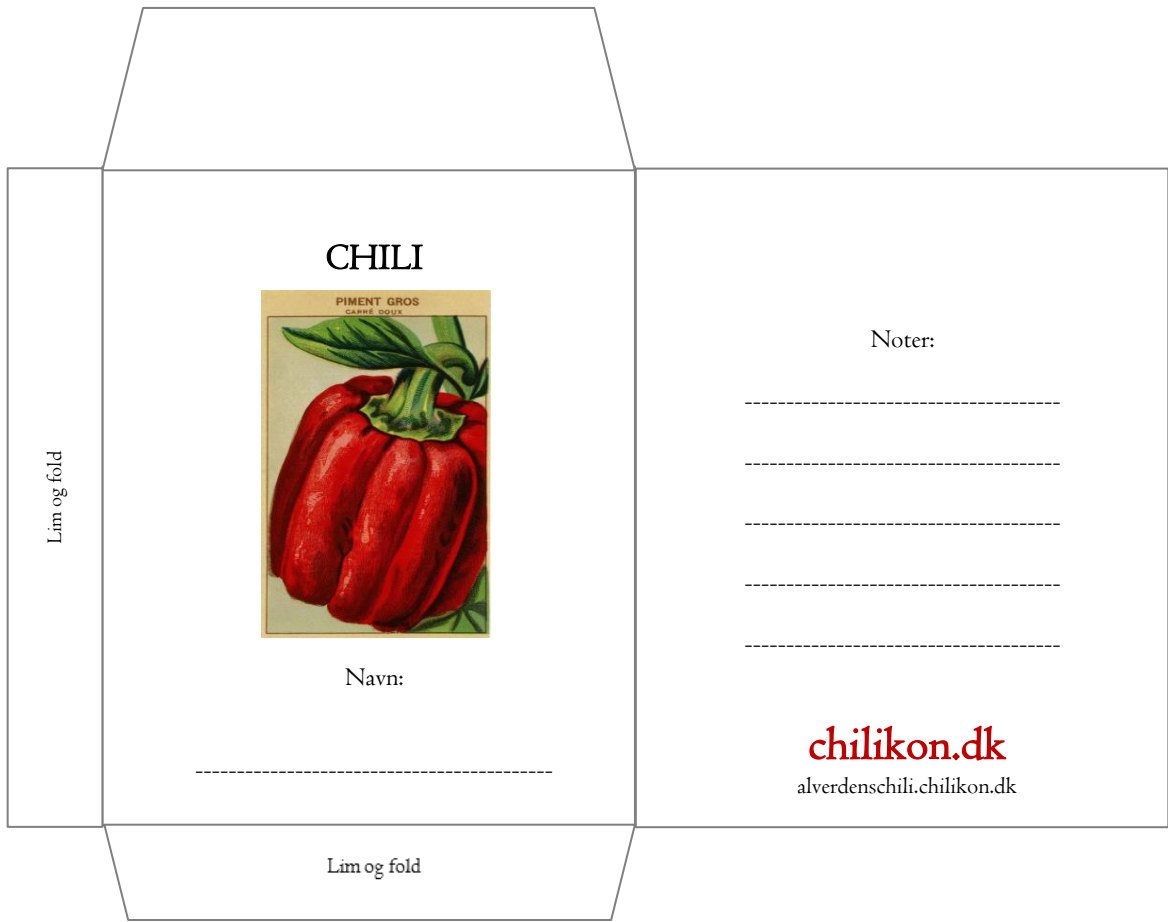 CHILI
PIMENT GROS
CARRÉ DOUX
Navn:
Lim og fold
Lim og fold
Noter:
chilikon.dk
alverdenschili.chilikon.dk